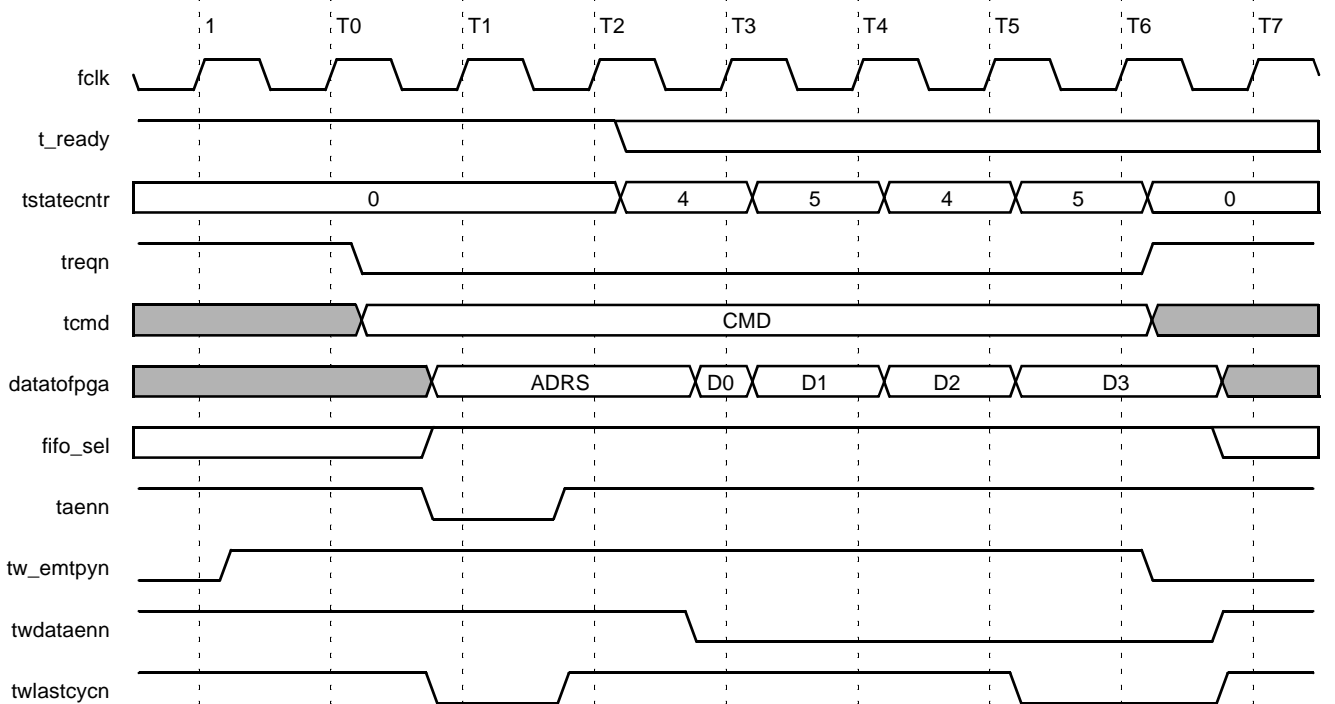 1 T0 T1 T2 T3 T4 T5 T6 T7
fclk
t_ready
tstatecntr 0 4 5 4 5 0
treqn
tcmd CMD
datatofpga ADRS D0 D1 D2 D3
fifo_sel
taenn
tw_emtpyn
twdataenn
twlastcycn